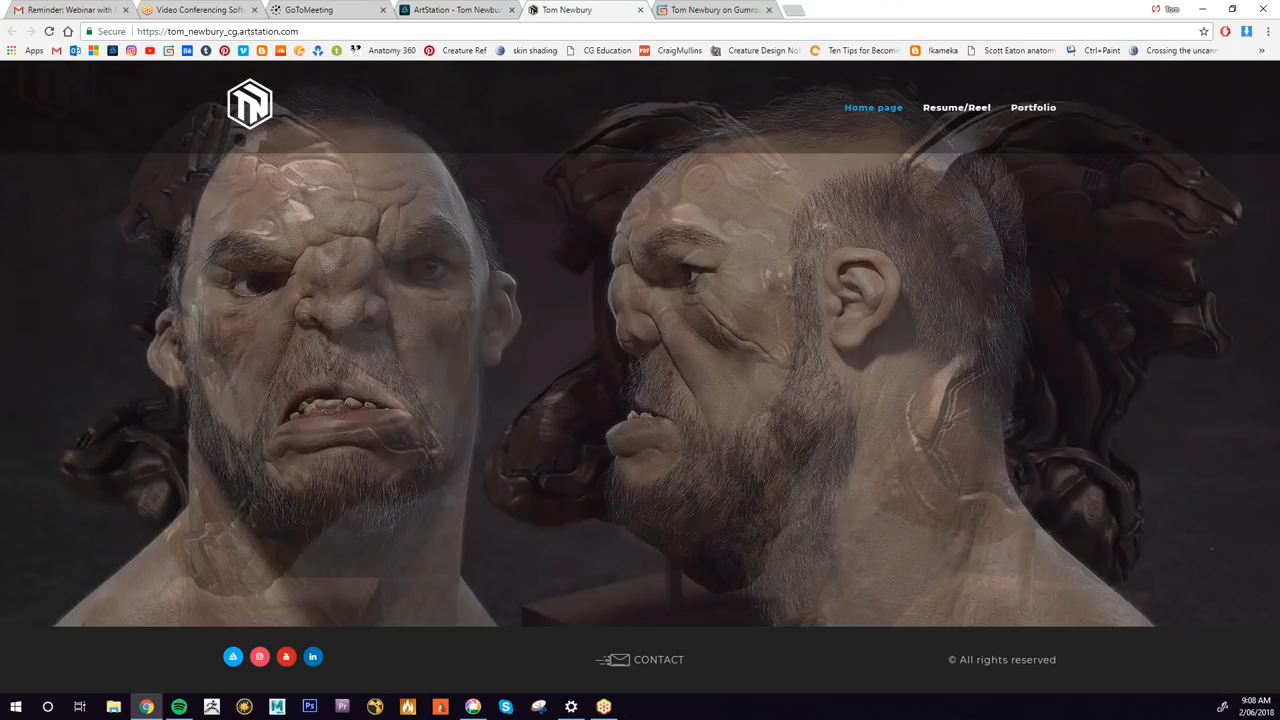 Reminder: Webinar with
Video Conferencing Soft
GoToMeeting
ArtStation - Tom Newbur
Tom Newbury
Tom Newbury on Gumro
Tom
Secure
https://tom_newbury_cg.artstation.com
Apps
Anatomy 360
Creature Ref
skin shading
CG Education
CraigMullins
Creature Design
Ten Tips for Becomi
Ikameka
Scott Eaton anatom
Ctrl+Paint
Crossing the uncann
Home page
Resume/Reel
Portfolio
CONTACT
© All rights reserved
9:08 AM
2/06/2018